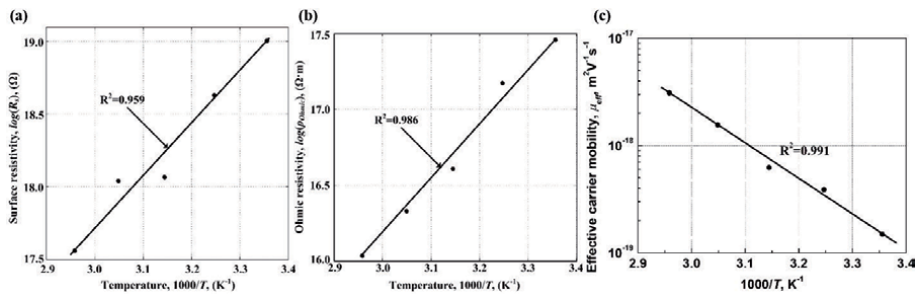 (a)
Surface resistivity, log(Rs), (Ω)
19.0
18.5
18.0
17.5
R²=0.959
2.9 3.0 3.1 3.2 3.3 3.4
Temperature, 1000/T, (K⁻¹)
(b)
Ohmic resistivity, log(ρ
), (Ω·m)
17.5
17.0
16.5
16.0
R²=0.986
2.9 3.0 3.1 3.2 3.3 3.4
Temperature, 1000/T, (K⁻¹)
(c)
Effective carrier mobility, μeff, m²V⁻¹s⁻¹
10⁻¹⁷
10⁻¹⁸
10⁻¹⁹
R²=0.991
2.9 3.0 3.1 3.2 3.3 3.4
1000/T, K⁻¹